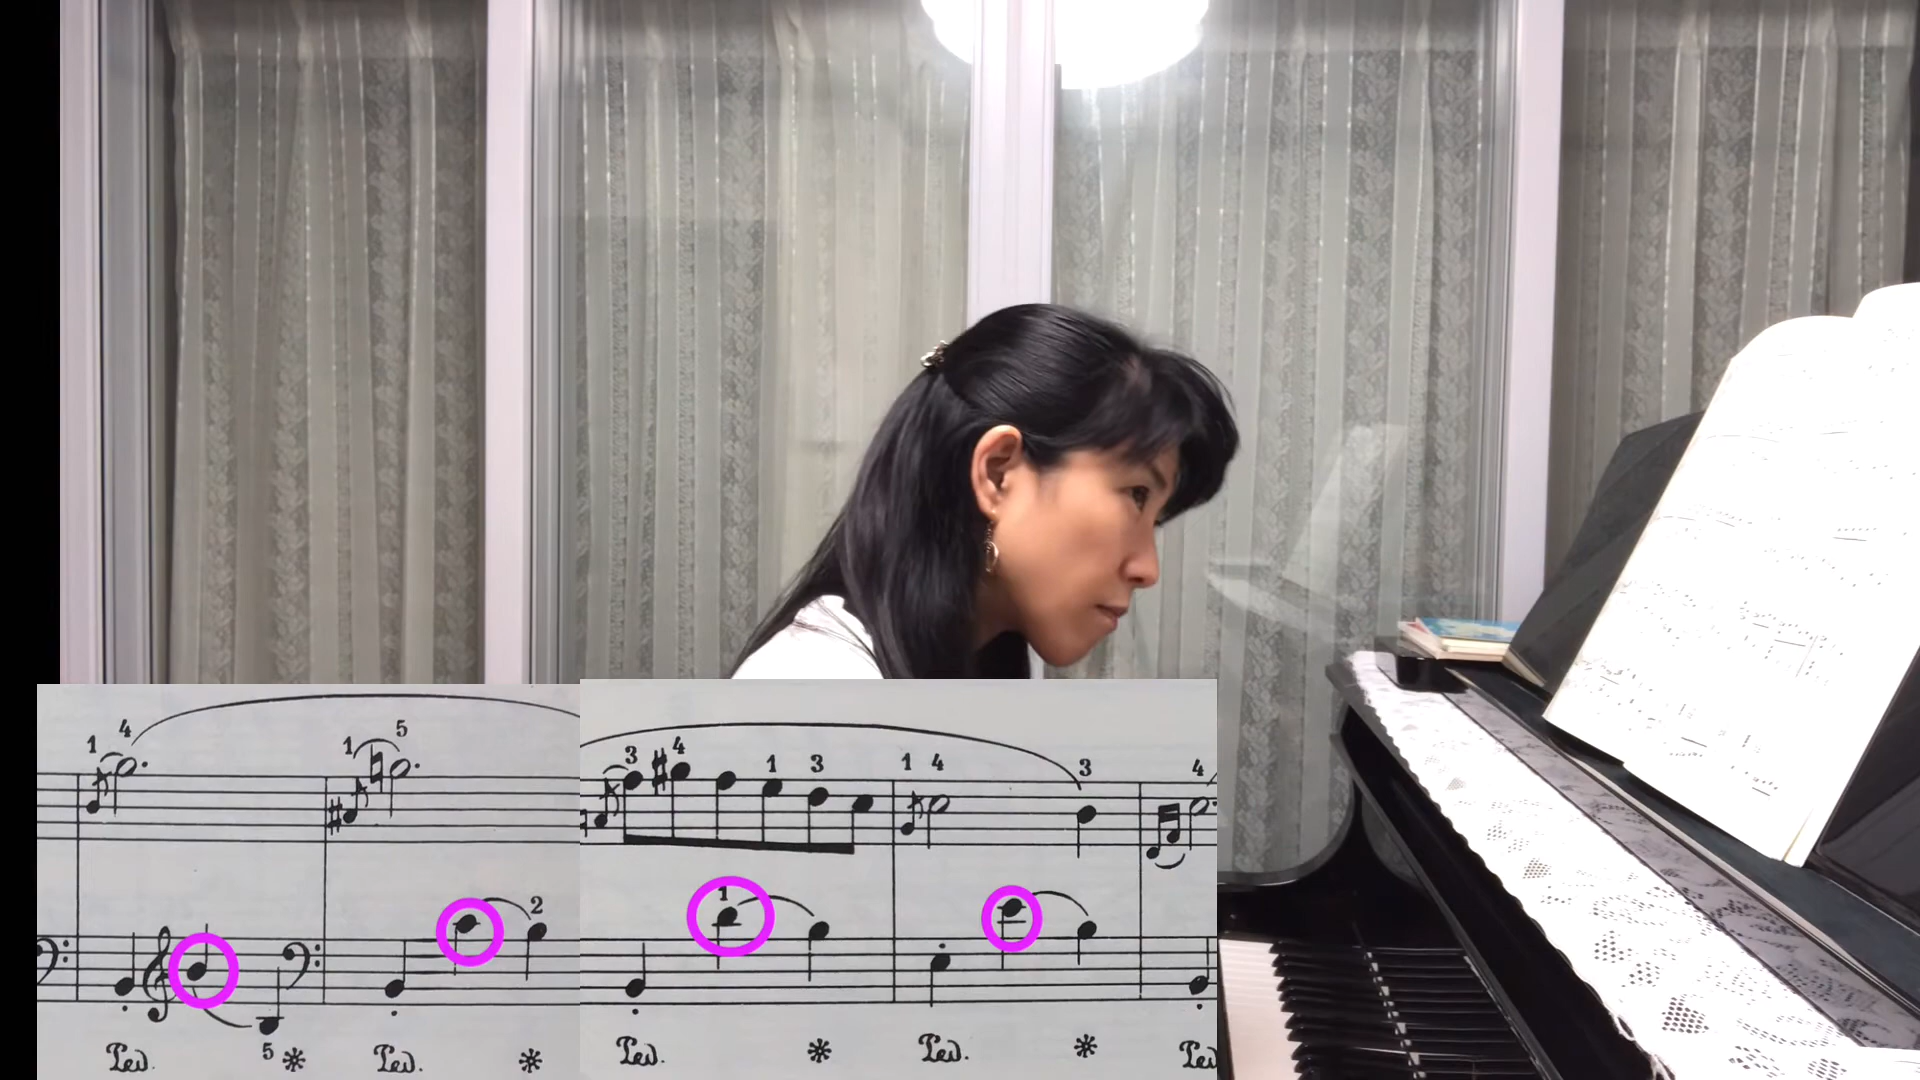 1 4 1 5 3 4 1 3 1 4 3 4
2 1
Ped. 5 * Ped. * Ped. * Ped. * Ped